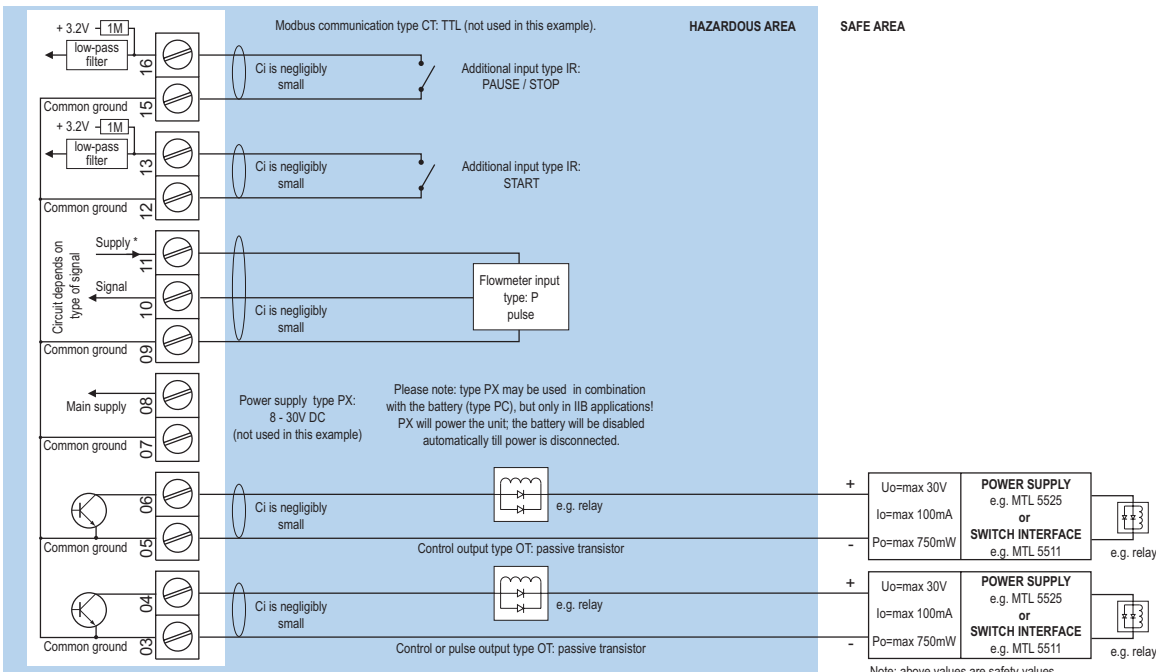 Modbus communication type CT: TTL (not used in this example).
HAZARDOUS AREA
SAFE AREA
+ 3.2V
1M
low-pass
filter
16
15
Common ground
Ci is negligibly
small
Additional input type IR:
PAUSE / STOP
+ 3.2V
1M
low-pass
filter
13
12
Common ground
Ci is negligibly
small
Additional input type IR:
START
Circuit depends on
type of signal
Supply *
11
Signal
10
Common ground
09
Ci is negligibly
small
Flowmeter input
type: P
pulse
Main supply
08
Common ground
07
Power supply type PX:
8 - 30V DC
(not used in this example)
Please note: type PX may be used in combination
with the battery (type PC), but only in IIB applications!
PX will power the unit; the battery will be disabled
automatically till power is disconnected.
06
05
Common ground
Ci is negligibly
small
e.g. relay
Control output type OT: passive transistor
+
-
Uo=max 30V
Io=max 100mA
Po=max 750mW
POWER SUPPLY
e.g. MTL 5525
or
SWITCH INTERFACE
e.g. MTL 5511
e.g. relay
04
03
Common ground
Ci is negligibly
small
e.g. relay
Control or pulse output type OT: passive transistor
+
-
Uo=max 30V
Io=max 100mA
Po=max 750mW
POWER SUPPLY
e.g. MTL 5525
or
SWITCH INTERFACE
e.g. MTL 5511
e.g. relay
Note: above values are safety values